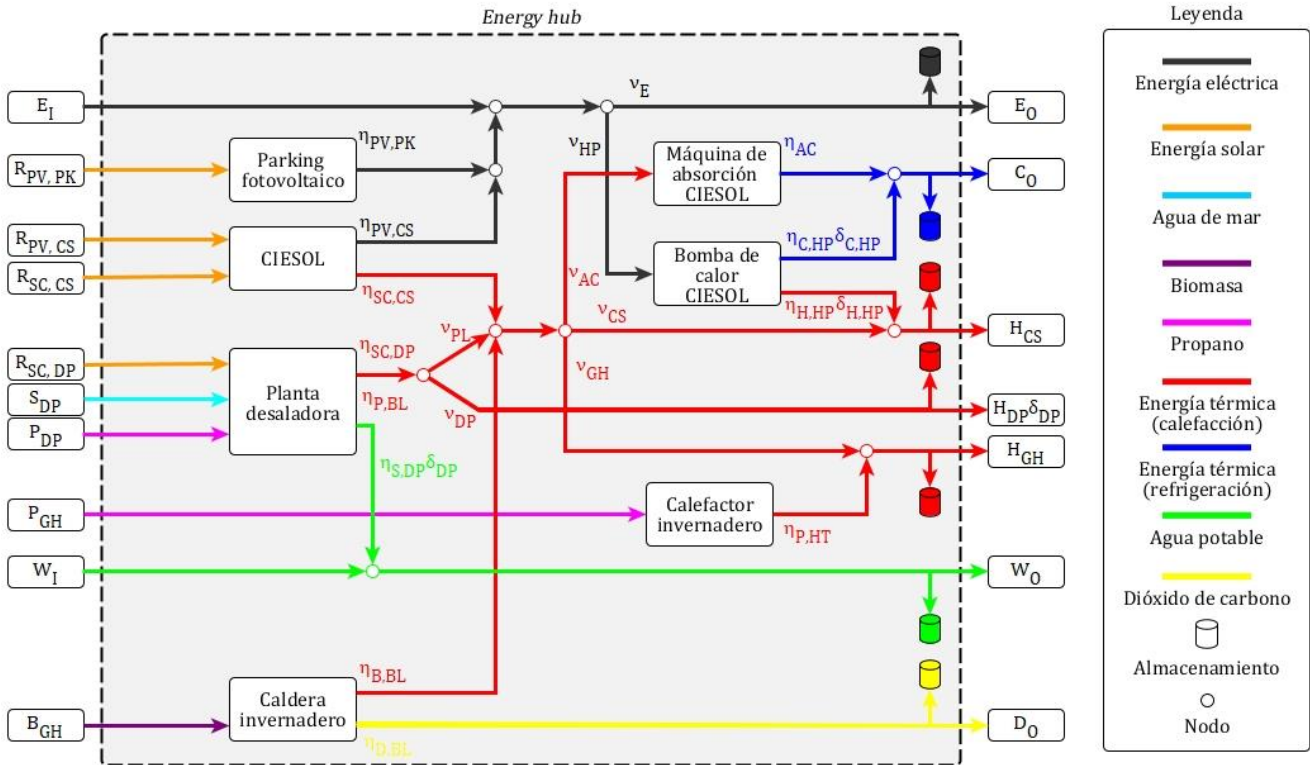 Energy hub
Leyenda
E_I
R_PV, PK
R_PV, CS
R_SC, CS
R_SC, DP
S_DP
P_DP
P_GH
W_I
B_GH
Parking
fotovoltaico
η_PV,PK
CIESOL
η_PV,CS
η_SC,CS
Planta
desaladora
η_SC,DP
η_P,BL
η_S,DP δ_DP
ν_PL
ν_DP
ν_E
ν_HP
ν_AC
ν_CS
ν_GH
Máquina de
absorción
CIESOL
η_AC
Bomba de
calor
CIESOL
η_C,HP δ_C,HP
η_H,HP δ_H,HP
Calefactor
invernadero
η_P,HT
Caldera
invernadero
η_B,BL
η_D,BL
E_O
C_O
H_CS
H_DP δ_DP
H_GH
W_O
D_O
Energía eléctrica
Energía solar
Agua de mar
Biomasa
Propano
Energía térmica
(calefacción)
Energía térmica
(refrigeración)
Agua potable
Dióxido de carbono
Almacenamiento
Nodo